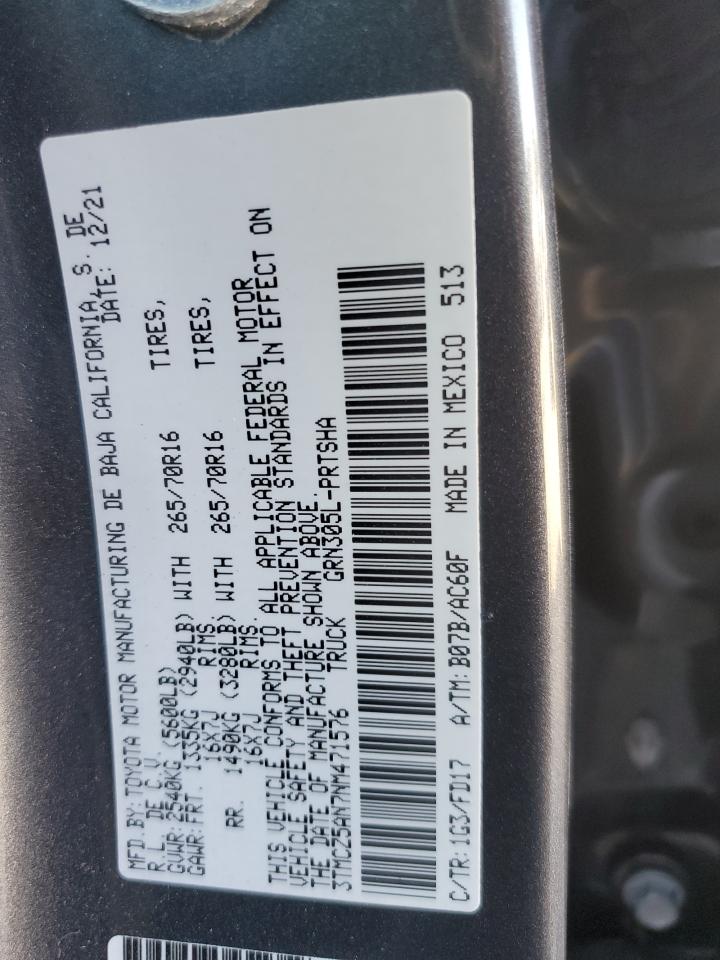 MFD.BY: TOYOTA MOTOR MANUFACTURING DE BAJA CALIFORNIA, S. DE
R.L. DE C.V. DATE: 12/21
GVWR: 2540KG (5600LB)
GAWR: FRT. 1335KG (2940LB) WITH 265/70R16 TIRES,
16X7J RIMS.
RR. 1490KG (3280LB) WITH 265/70R16 TIRES,
16X7J RIMS.
THIS VEHICLE CONFORMS TO ALL APPLICABLE FEDERAL MOTOR
VEHICLE SAFETY AND THEFT PREVENTION STANDARDS IN EFFECT ON
THE DATE OF MANUFACTURE SHOWN ABOVE.
3TMCZ5AN7NM471576 TRUCK GRN305L-PRTSHA
C/TR: 1G3/FD17 A/TM: B07B/AC60F MADE IN MEXICO 513